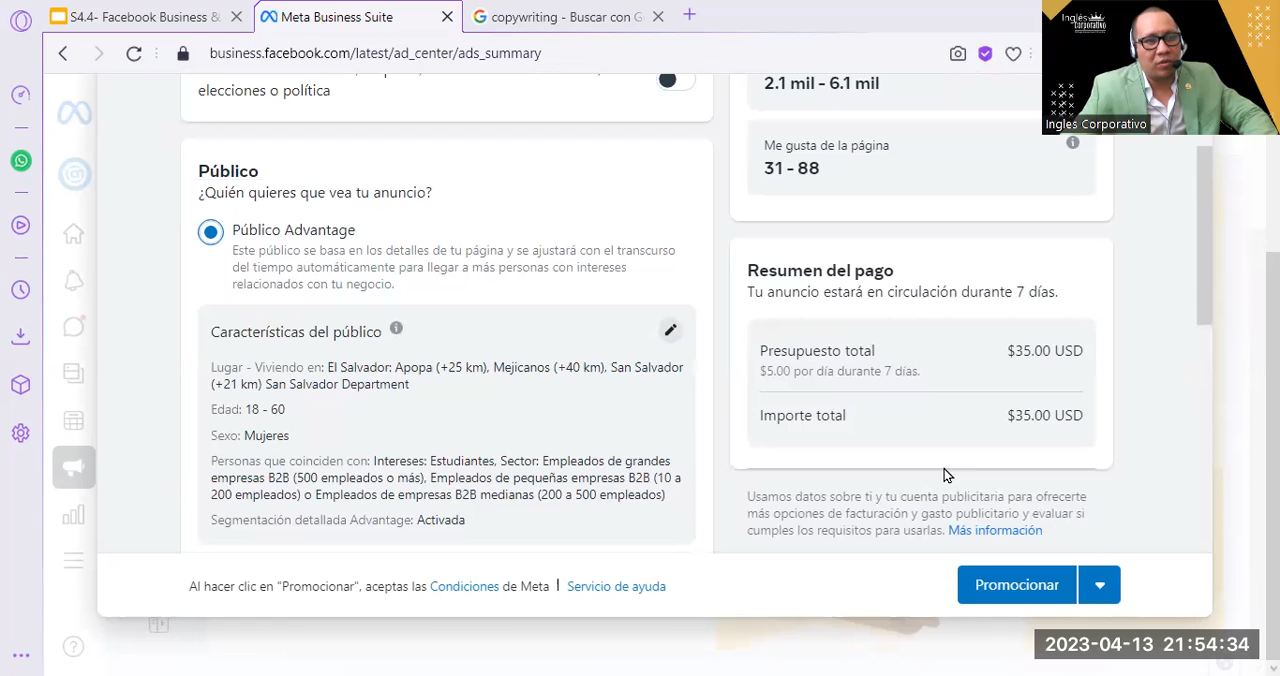 S4.4- Facebook Business &
Meta Business Suite
copywriting - Buscar con G
business.facebook.com/latest/ad_center/ads_summary
Inglés
Corporativo
Ingles Corporativo
elecciones o política
2.1 mil - 6.1 mil
Me gusta de la página
31 - 88
Público
¿Quién quieres que vea tu anuncio?
Público Advantage
Este público se basa en los detalles de tu página y se ajustará con el transcurso
del tiempo automáticamente para llegar a más personas con intereses
relacionados con tu negocio.
Características del público
Lugar - Viviendo en: El Salvador: Apopa (+25 km), Mejicanos (+40 km), San Salvador
(+21 km) San Salvador Department
Edad: 18 - 60
Sexo: Mujeres
Personas que coinciden con: Intereses: Estudiantes, Sector: Empleados de grandes
empresas B2B (500 empleados o más), Empleados de pequeñas empresas B2B (10 a
200 empleados) o Empleados de empresas B2B medianas (200 a 500 empleados)
Segmentación detallada Advantage: Activada
Resumen del pago
Tu anuncio estará en circulación durante 7 días.
Presupuesto total $35.00 USD
$5.00 por día durante 7 días.
Importe total $35.00 USD
Usamos datos sobre ti y tu cuenta publicitaria para ofrecerte
más opciones de facturación y gasto publicitario y evaluar si
cumples los requisitos para usarlas. Más información
Al hacer clic en "Promocionar", aceptas las Condiciones de Meta | Servicio de ayuda
Promocionar
2023-04-13 21:54:34